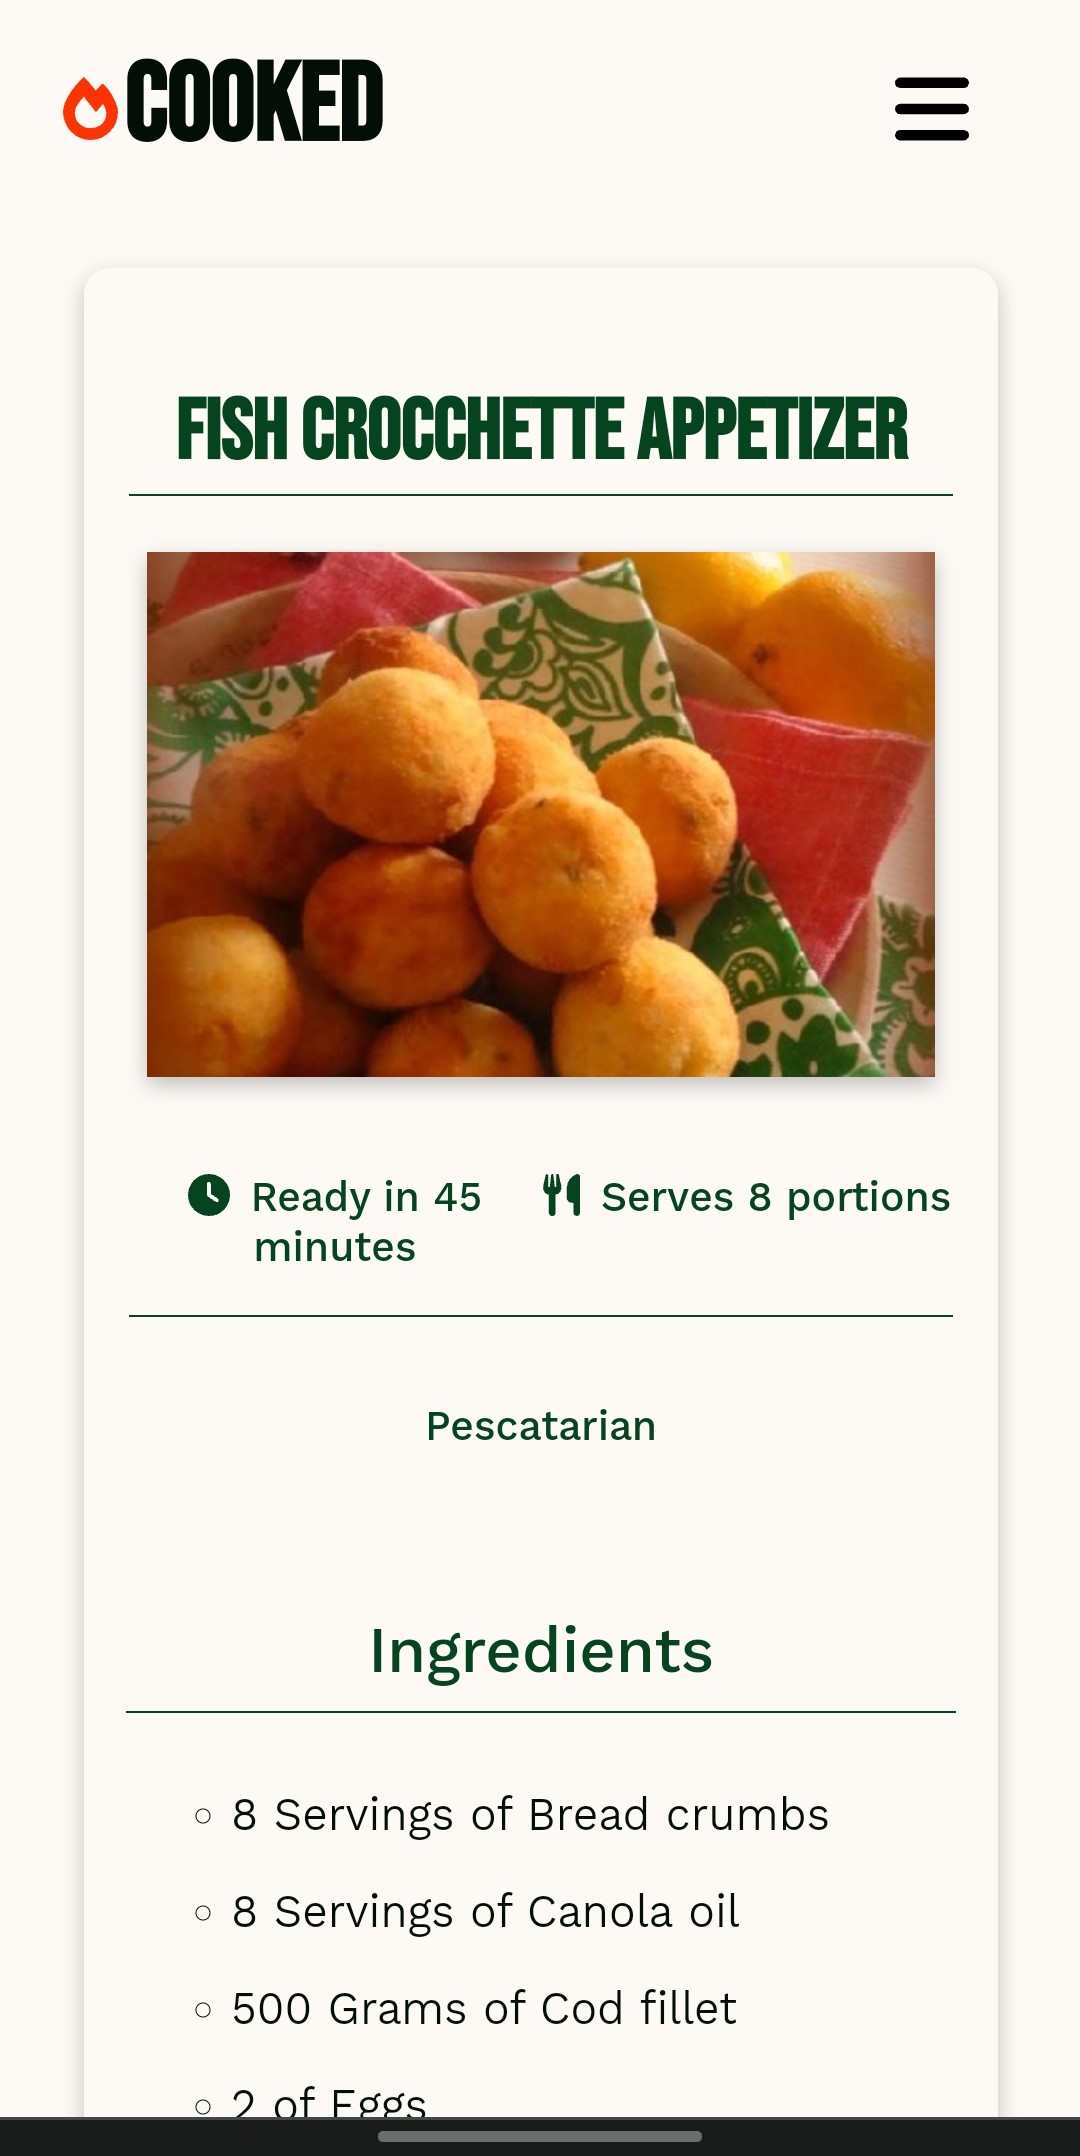 COOKED
FISH CROCCHETTE APPETIZER
Ready in 45
minutes
Serves 8 portions
Pescatarian
Ingredients
8 Servings of Bread crumbs
8 Servings of Canola oil
500 Grams of Cod fillet
2 of Eggs